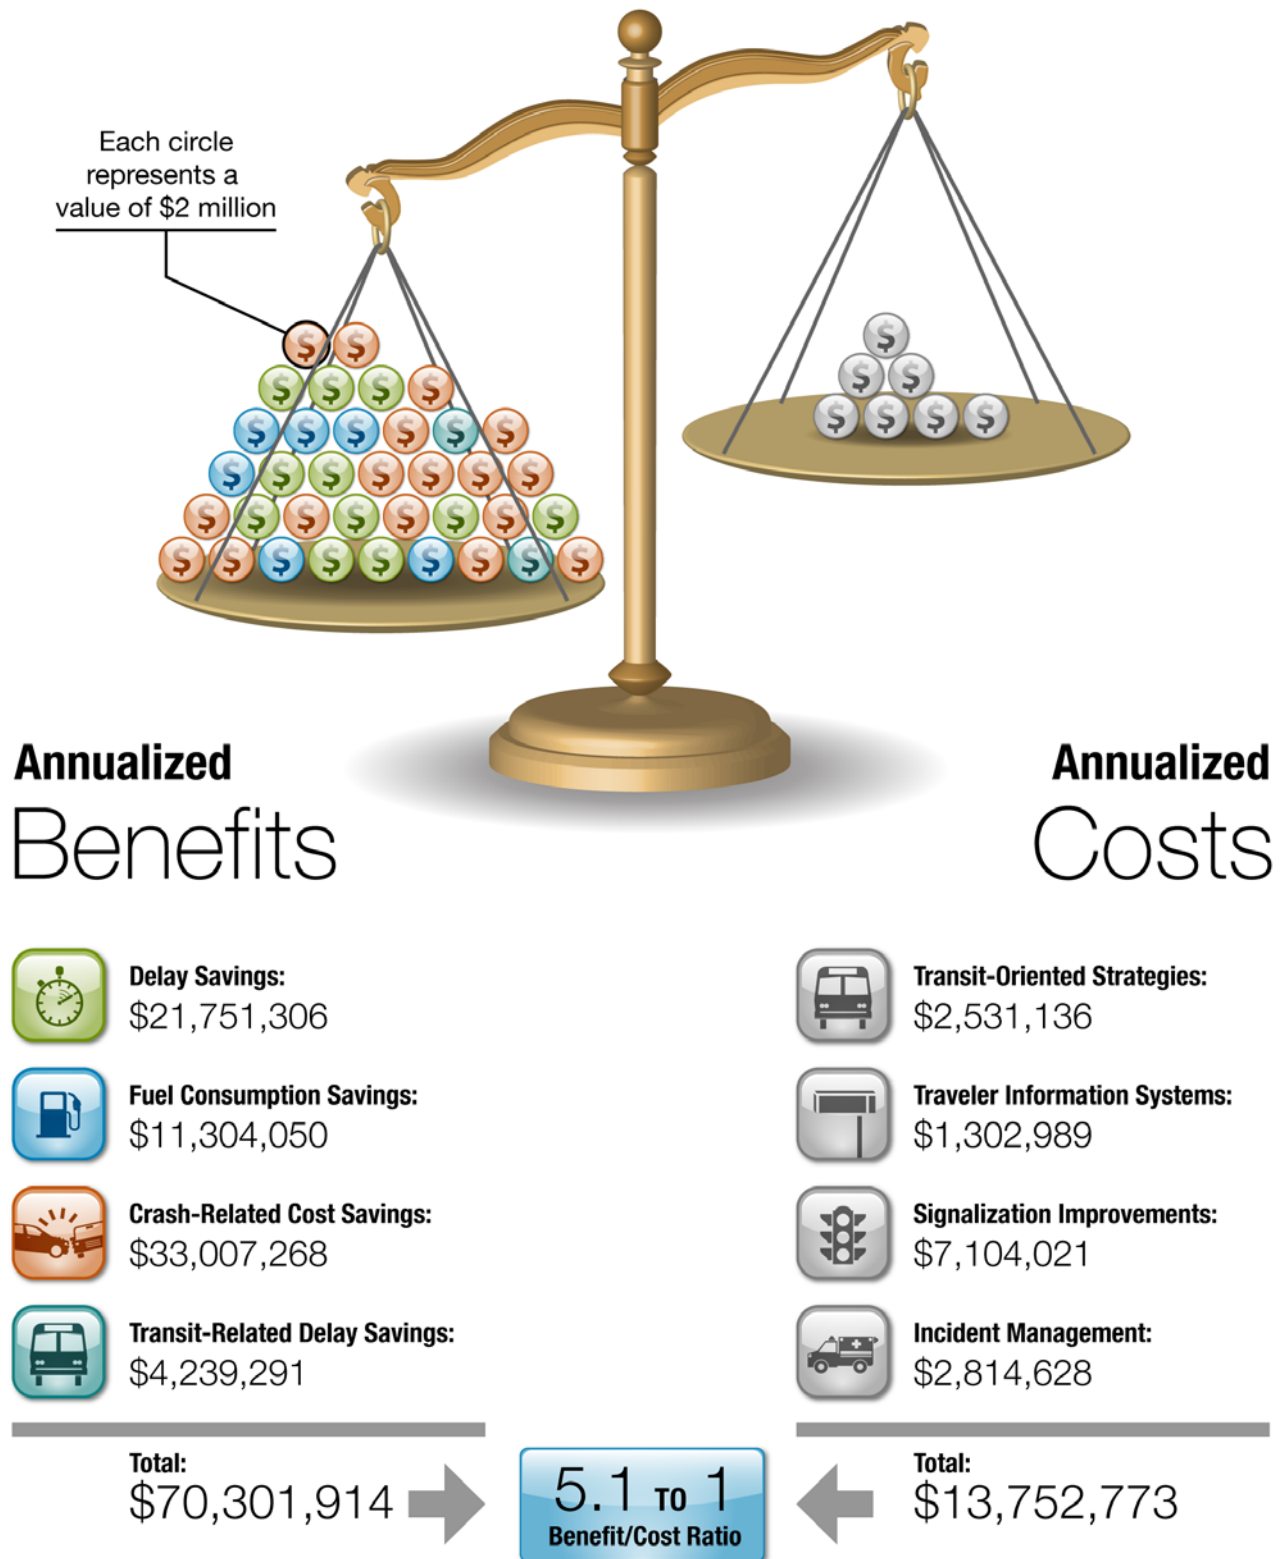 Each circle
represents a
value of $2 million
$ $
$ $ $ $
$ $ $ $ $ $
$ $ $ $ $ $ $
$ $ $ $ $ $ $ $
$ $ $ $ $ $ $ $ $
$
$ $
$ $ $ $
Annualized
Benefits
Delay Savings:
$21,751,306
Fuel Consumption Savings:
$11,304,050
Crash-Related Cost Savings:
$33,007,268
Transit-Related Delay Savings:
$4,239,291
Total:
$70,301,914
Annualized
Costs
Transit-Oriented Strategies:
$2,531,136
Traveler Information Systems:
$1,302,989
Signalization Improvements:
$7,104,021
Incident Management:
$2,814,628
Total:
$13,752,773
5.1 TO 1
Benefit/Cost Ratio